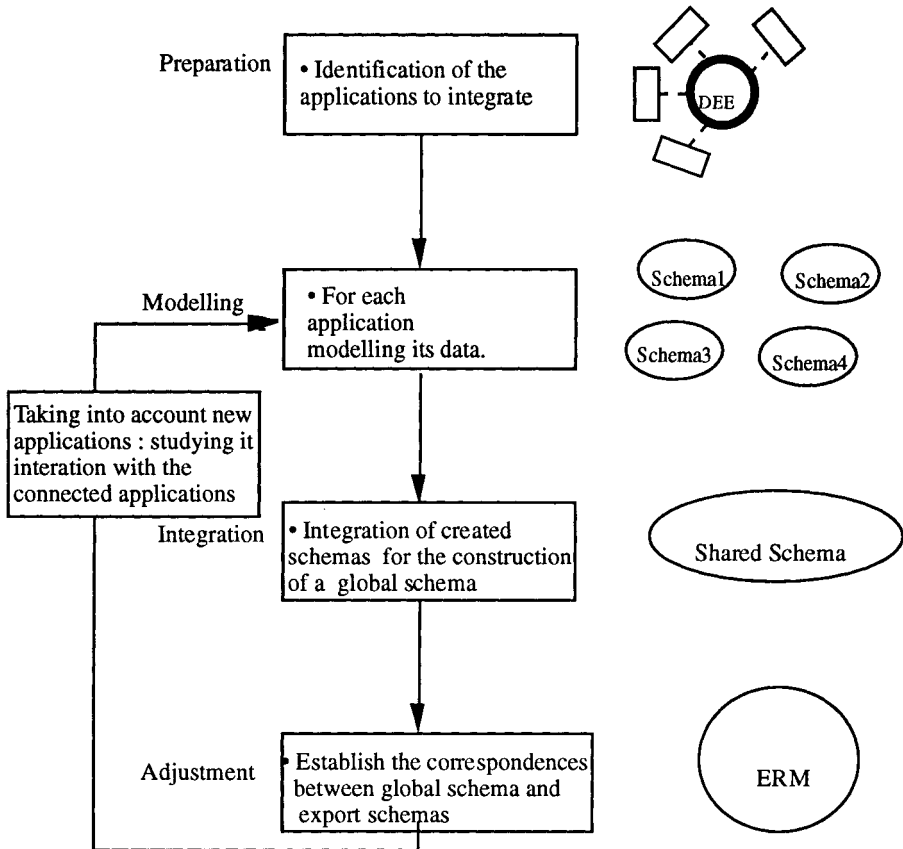 Preparation
• Identification of the
applications to integrate
DEE
Modelling
• For each
application
modelling its data.
Schema1
Schema2
Schema3
Schema4
Taking into account new
applications : studying it
interation with the
connected applications
Integration
• Integration of created
schemas for the construction
of a global schema
Shared Schema
Adjustment
• Establish the correspondences
between global schema and
export schemas
ERM